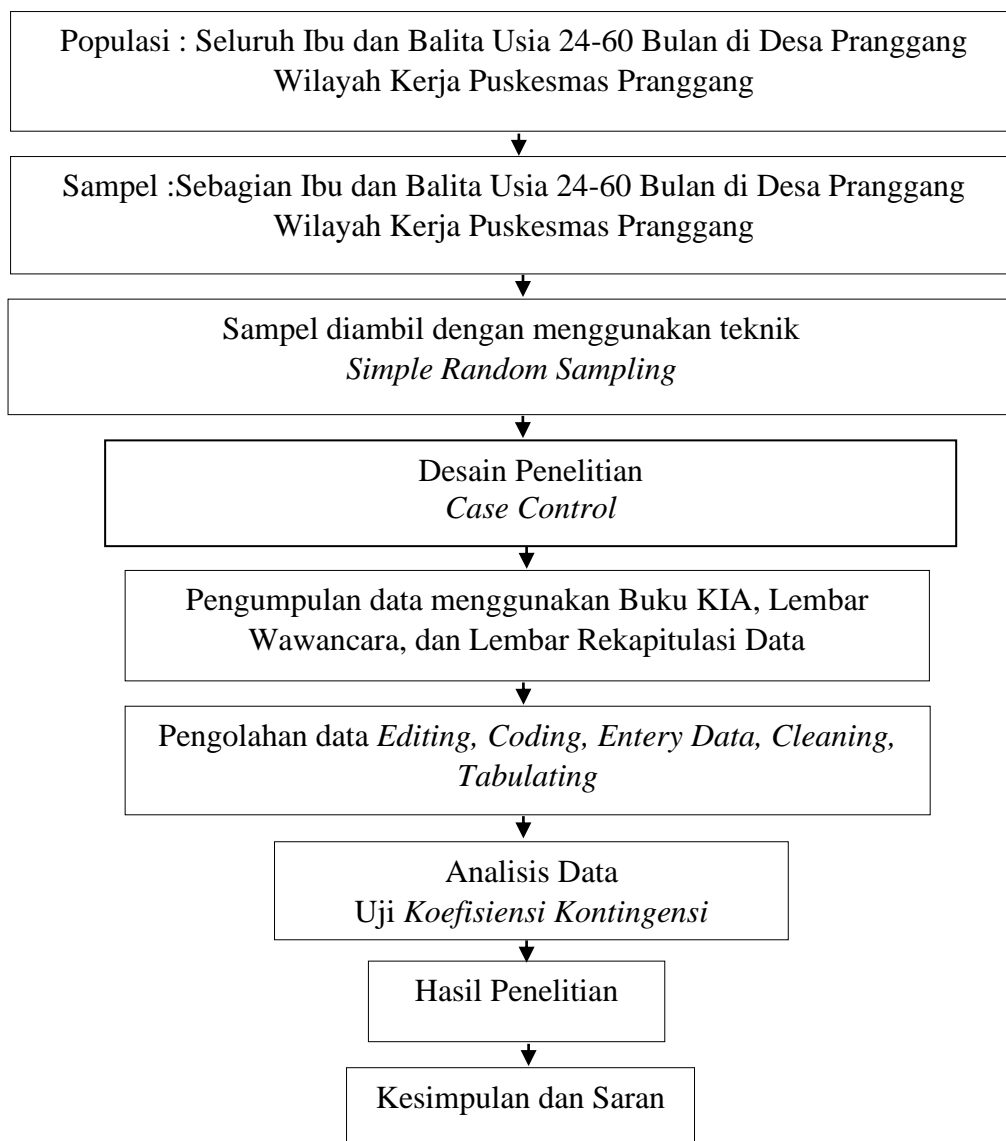 Populasi : Seluruh Ibu dan Balita Usia 24-60 Bulan di Desa Pranggang
Wilayah Kerja Puskesmas Pranggang
Sampel :Sebagian Ibu dan Balita Usia 24-60 Bulan di Desa Pranggang
Wilayah Kerja Puskesmas Pranggang
Sampel diambil dengan menggunakan teknik
Simple Random Sampling
Desain Penelitian
Case Control
Pengumpulan data menggunakan Buku KIA, Lembar
Wawancara, dan Lembar Rekapitulasi Data
Pengolahan data Editing, Coding, Entery Data, Cleaning,
Tabulating
Analisis Data
Uji Koefisiensi Kontingensi
Hasil Penelitian
Kesimpulan dan Saran